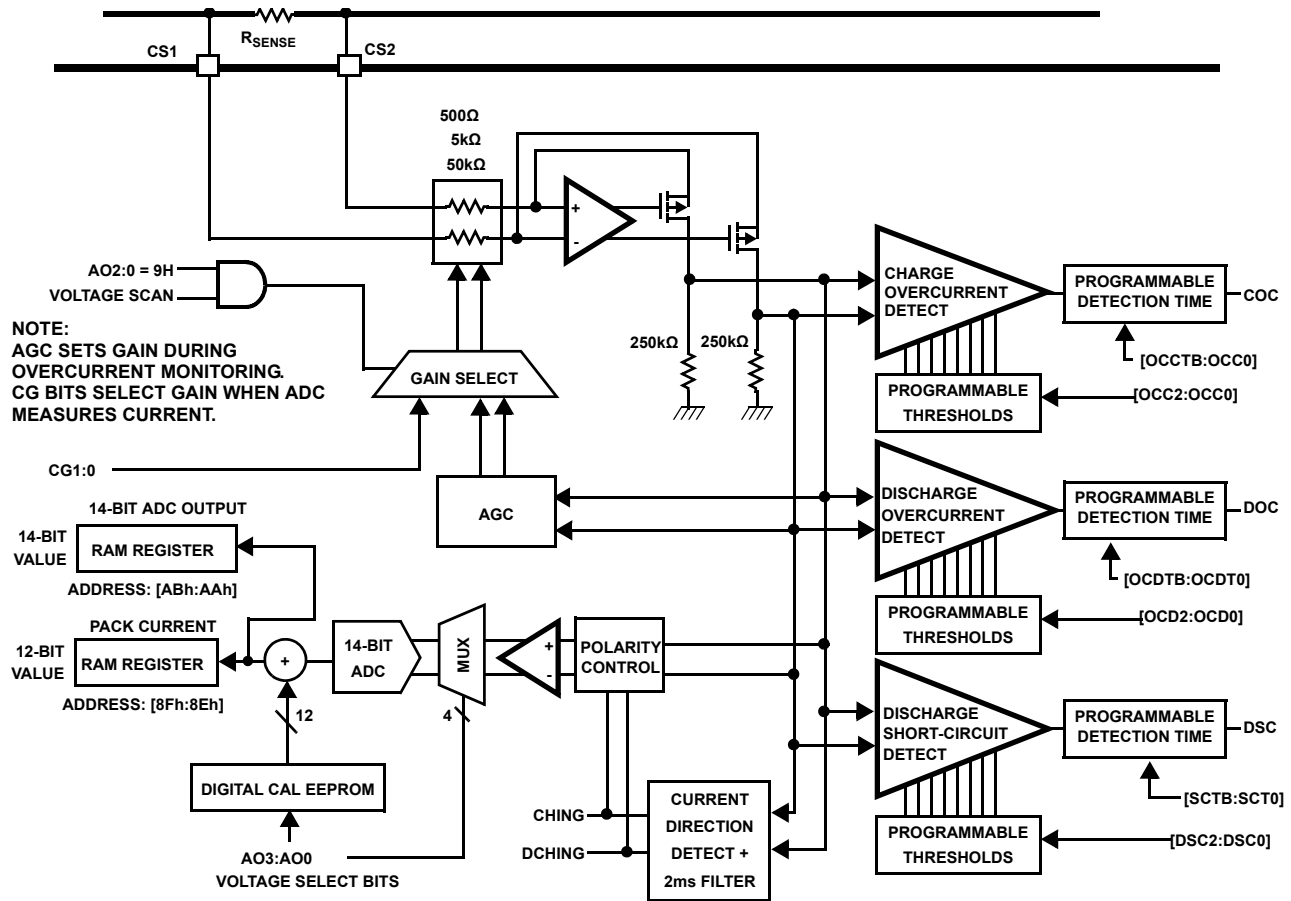 R_SENSE
CS1
CS2
500Ω
5kΩ
50kΩ
+
-
AO2:0 = 9H
VOLTAGE SCAN
NOTE:
AGC SETS GAIN DURING
OVERCURRENT MONITORING.
CG BITS SELECT GAIN WHEN ADC
MEASURES CURRENT.
GAIN SELECT
250kΩ
250kΩ
CHARGE
OVERCURRENT
DETECT
PROGRAMMABLE
DETECTION TIME
COC
[OCCTB:OCC0]
PROGRAMMABLE
THRESHOLDS
[OCC2:OCC0]
CG1:0
AGC
DISCHARGE
OVERCURRENT
DETECT
PROGRAMMABLE
DETECTION TIME
DOC
[OCDTB:OCDT0]
PROGRAMMABLE
THRESHOLDS
[OCD2:OCD0]
14-BIT ADC OUTPUT
14-BIT
VALUE
RAM REGISTER
ADDRESS: [ABh:AAh]
PACK CURRENT
12-BIT
VALUE
RAM REGISTER
ADDRESS: [8Fh:8Eh]
+
14-BIT
ADC
MUX
+
-
POLARITY
CONTROL
12
4
DIGITAL CAL EEPROM
AO3:AO0
VOLTAGE SELECT BITS
CHING
DCHING
CURRENT
DIRECTION
DETECT +
2ms FILTER
DISCHARGE
SHORT-CIRCUIT
DETECT
PROGRAMMABLE
DETECTION TIME
DSC
[SCTB:SCT0]
PROGRAMMABLE
THRESHOLDS
[DSC2:DSC0]